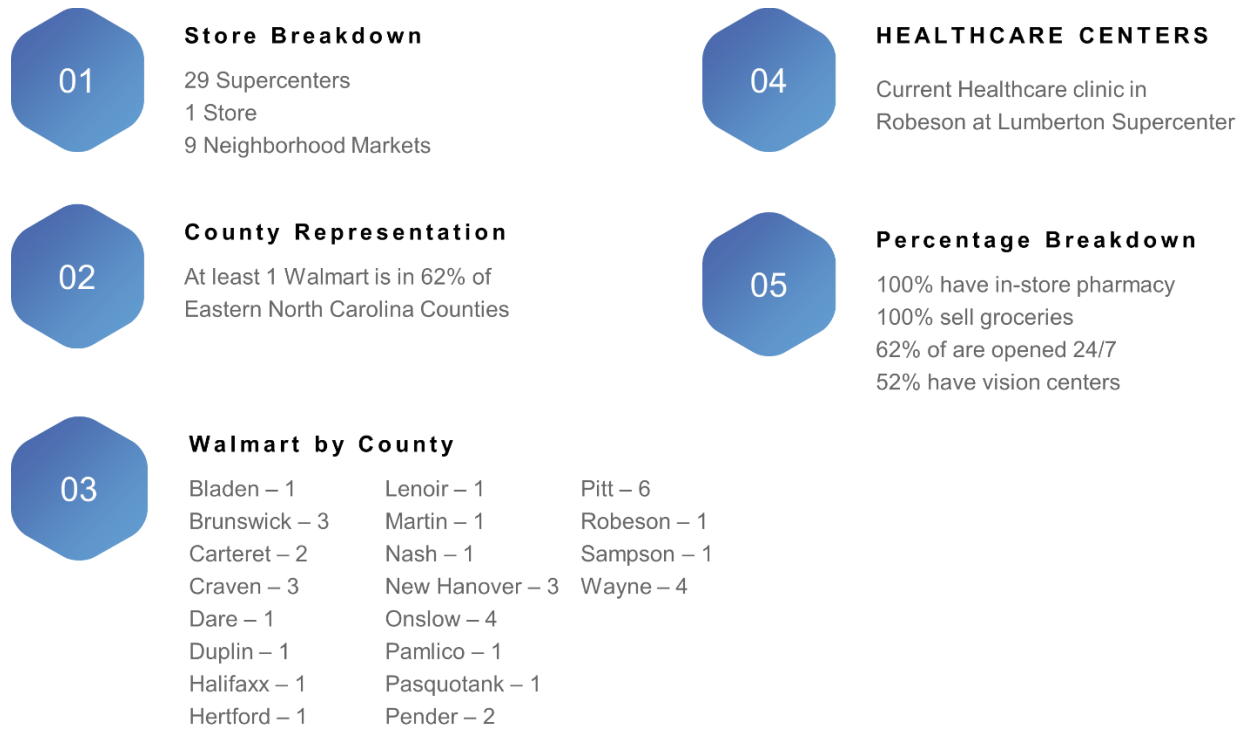 01
Store Breakdown
29 Supercenters
1 Store
9 Neighborhood Markets
02
County Representation
At least 1 Walmart is in 62% of
Eastern North Carolina Counties
03
Walmart by County
Bladen – 1
Brunswick – 3
Carteret – 2
Craven – 3
Dare – 1
Duplin – 1
Halifaxx – 1
Hertford – 1
Lenoir – 1
Martin – 1
Nash – 1
New Hanover – 3
Onslow – 4
Pamlico – 1
Pasquotank – 1
Pender – 2
Pitt – 6
Robeson – 1
Sampson – 1
Wayne – 4
04
HEALTHCARE CENTERS
Current Healthcare clinic in
Robeson at Lumberton Supercenter
05
Percentage Breakdown
100% have in-store pharmacy
100% sell groceries
62% of are opened 24/7
52% have vision centers